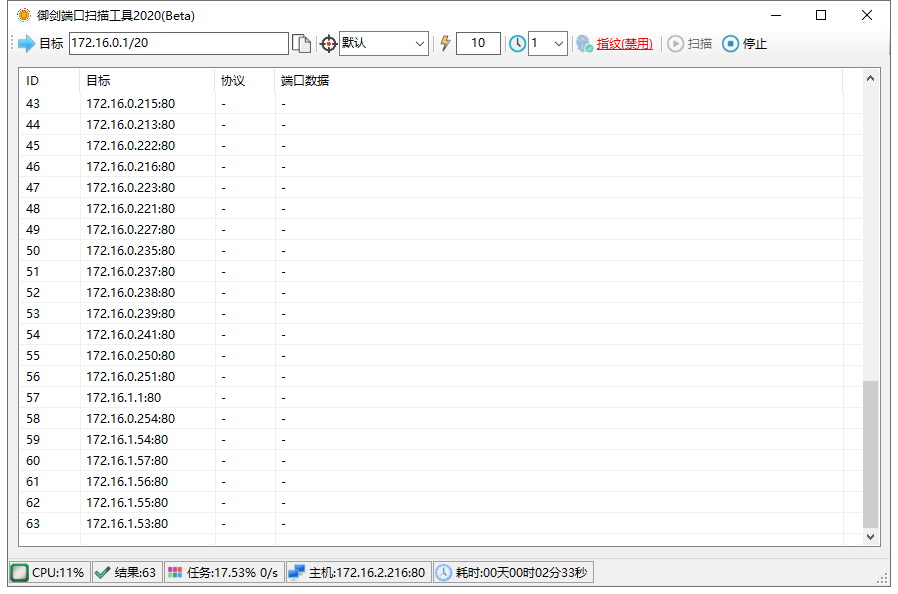 御剑端口扫描工具2020(Beta)
目标 172.16.0.1/20 默认 10 1 指纹(禁用) 扫描 停止
ID 目标 协议 端口数据
43 172.16.0.215:80 - -
44 172.16.0.213:80 - -
45 172.16.0.222:80 - -
46 172.16.0.216:80 - -
47 172.16.0.223:80 - -
48 172.16.0.221:80 - -
49 172.16.0.227:80 - -
50 172.16.0.235:80 - -
51 172.16.0.237:80 - -
52 172.16.0.238:80 - -
53 172.16.0.239:80 - -
54 172.16.0.241:80 - -
55 172.16.0.250:80 - -
56 172.16.0.251:80 - -
57 172.16.1.1:80 - -
58 172.16.0.254:80 - -
59 172.16.1.54:80 - -
60 172.16.1.57:80 - -
61 172.16.1.56:80 - -
62 172.16.1.55:80 - -
63 172.16.1.53:80 - -
CPU:11% 结果:63 任务:17.53% 0/s 主机:172.16.2.216:80 耗时:00天00时02分33秒